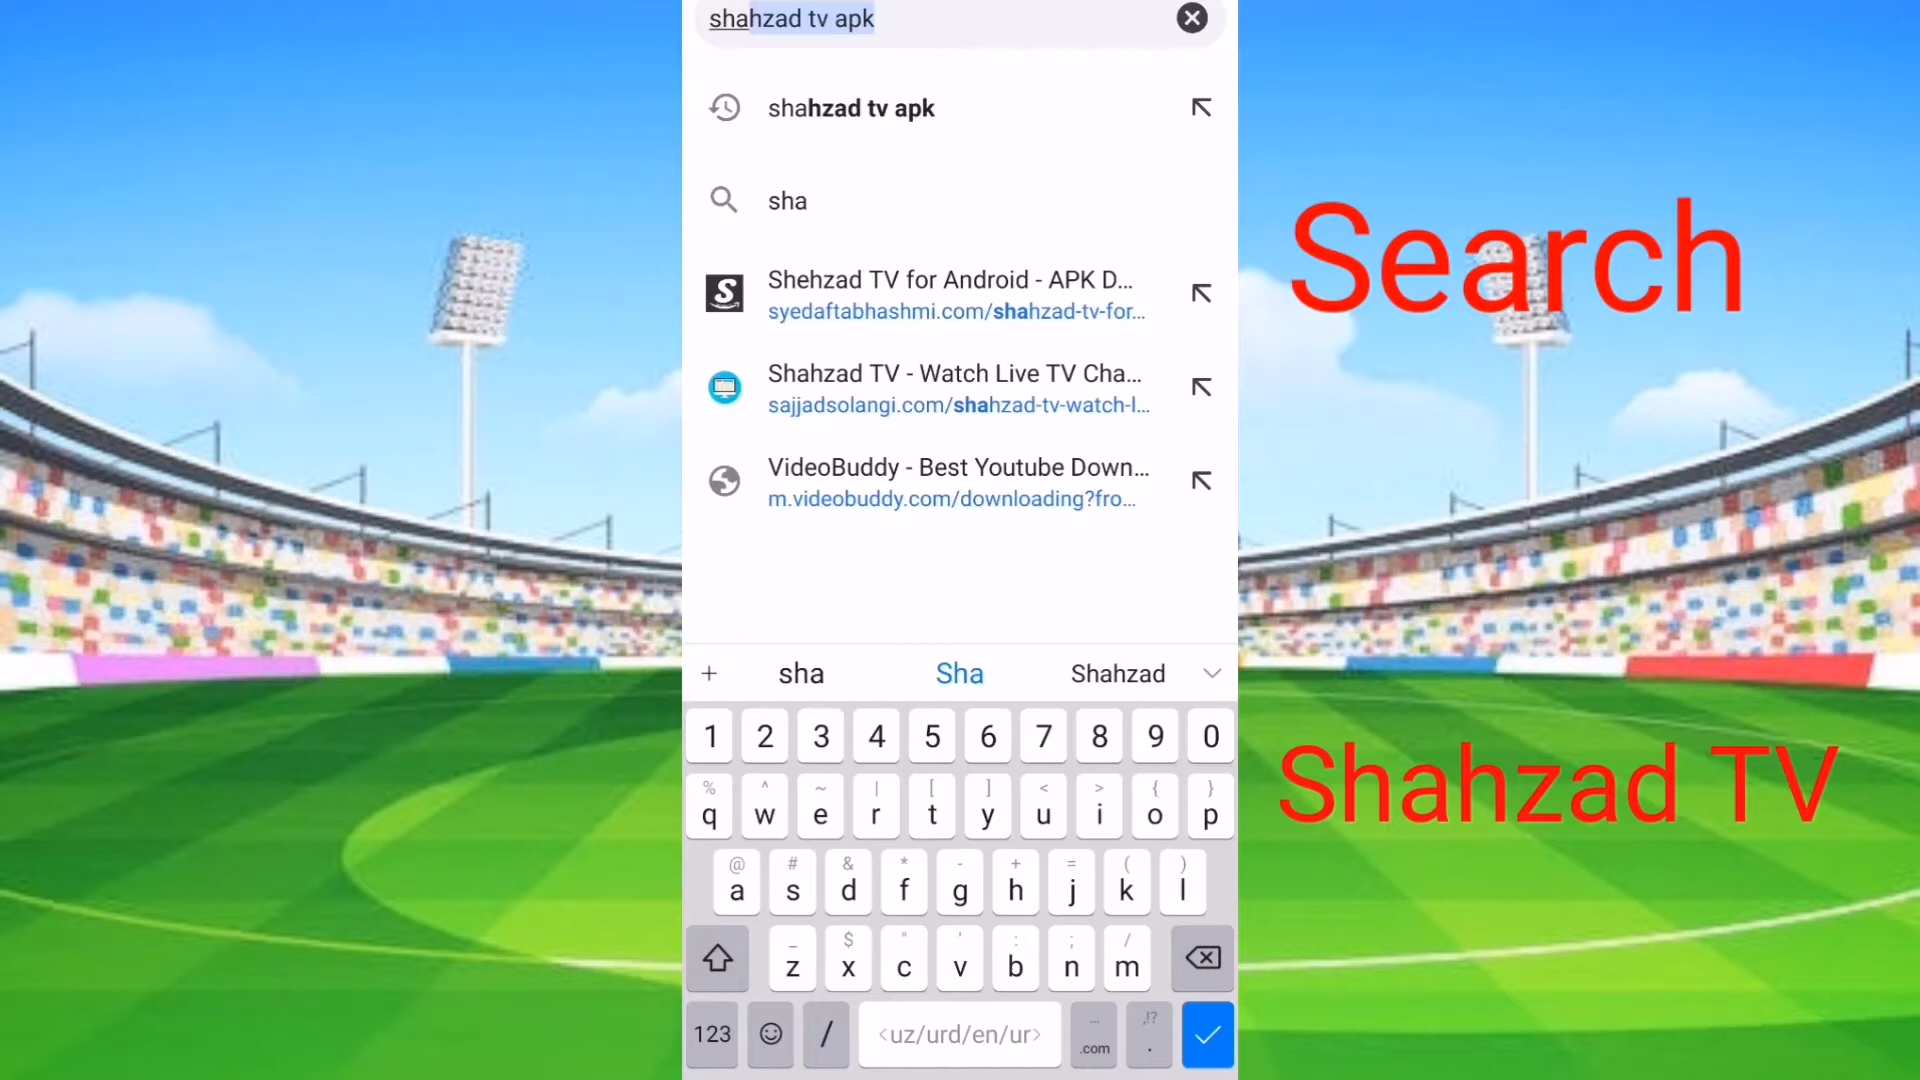 shahzad tv apk
shahzad tv apk
sha
Shehzad TV for Android - APK D...
syedaftabhashmi.com/shahzad-tv-for...
Shahzad TV - Watch Live TV Cha...
sajjadsolangi.com/shahzad-tv-watch-l...
VideoBuddy - Best Youtube Down...
m.videobuddy.com/downloading?fro...
Search
Shahzad TV
+ sha Sha Shahzad
1 2 3 4 5 6 7 8 9 0
% ^ ~ | [ ] < > { }
q w e r t y u i o p
@ # & * - + = ( )
a s d f g h j k l
_ $ " ' : ; /
z x c v b n m
123 / <uz/urd/en/ur> ... .com ,!? .